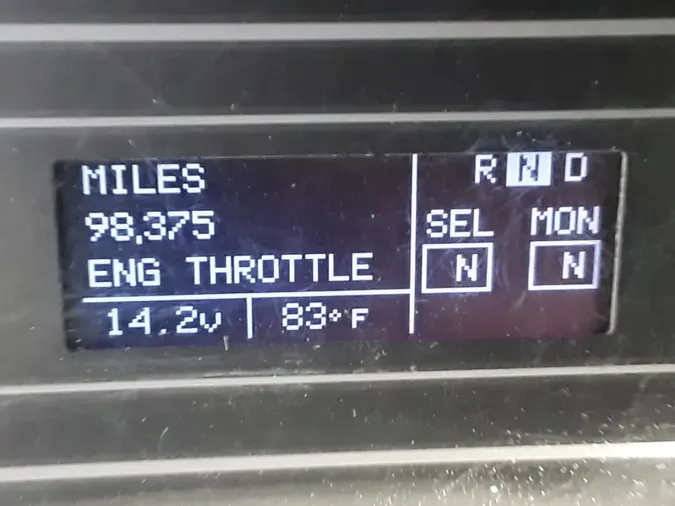 MILES
98,375
ENG THROTTLE
14.2v
83°F
R N D
SEL MON
N N